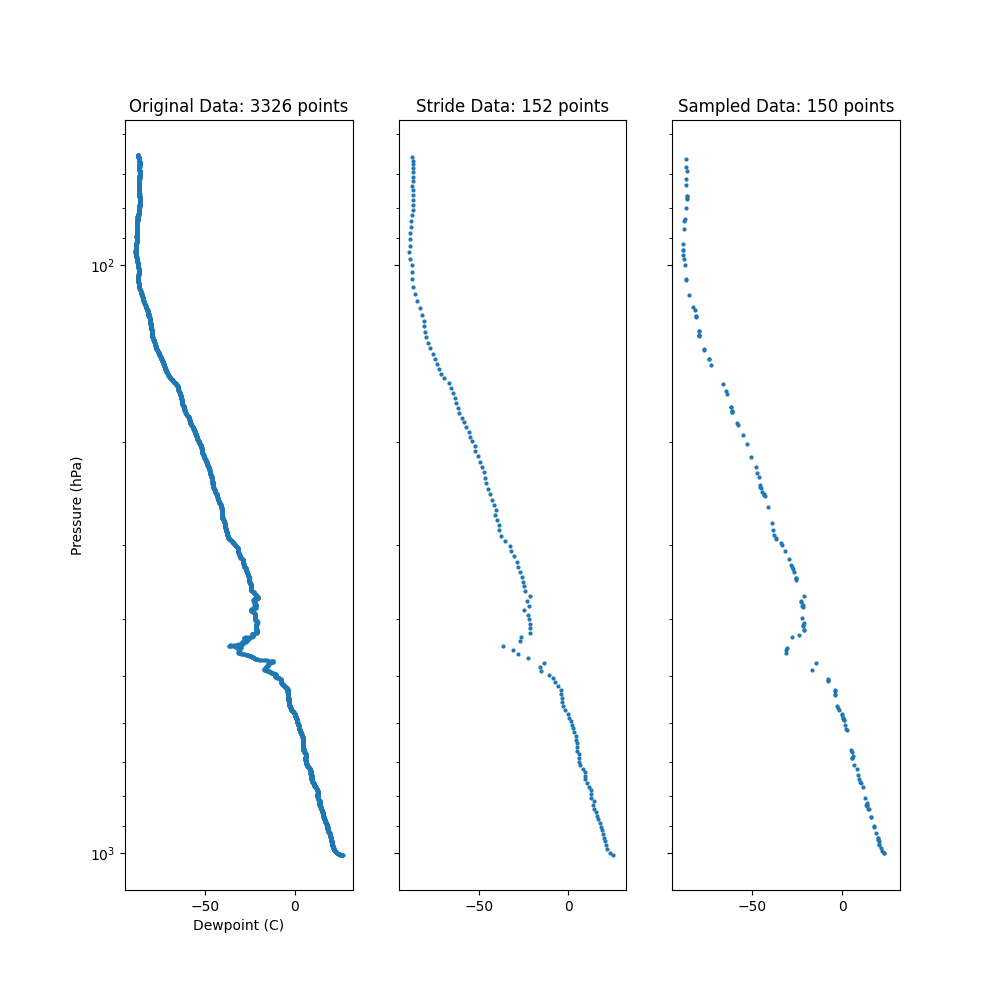 Original Data: 3326 points
Stride Data: 152 points
Sampled Data: 150 points
10²
10³
Pressure (hPa)
−50 0
−50 0
−50 0
Dewpoint (C)